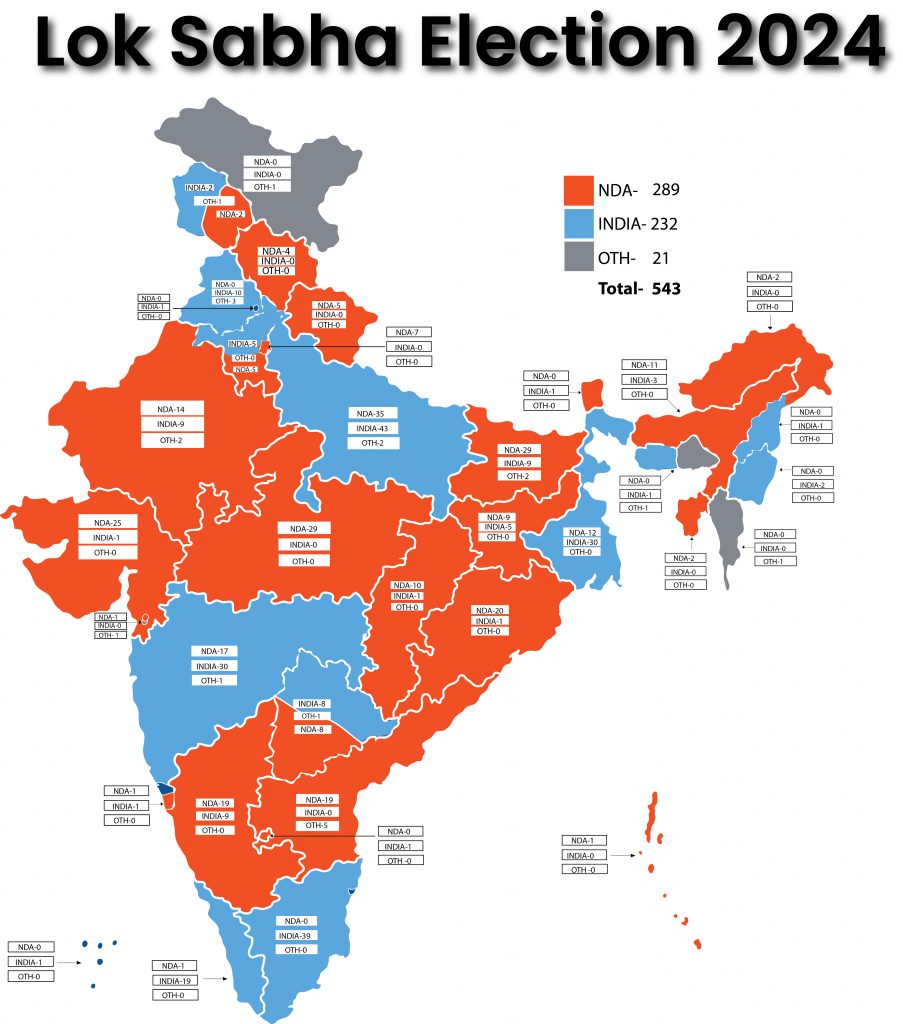 Lok Sabha Election 2024
NDA-0
INDIA-0
OTH-1
NDA- 289
INDIA- 232
OTH- 21
Total- 543
INDIA-2
OTH-1
NDA-2
NDA-4
INDIA-0
OTH-0
NDA-0
INDIA-10
OTH- 3
NDA-0
INDIA-1
OTH- 0
NDA-5
INDIA-0
OTH-0
NDA-7
INDIA-0
OTH-0
INDIA-5
OTH-0
NDA-5
NDA-2
INDIA-0
OTH-0
NDA-11
INDIA-3
OTH-0
NDA-0
INDIA-1
OTH-0
NDA-14
INDIA-9
OTH-2
NDA-35
INDIA-43
OTH-2
NDA-0
INDIA-1
OTH-0
NDA-29
INDIA-9
OTH-2
NDA-0
INDIA-2
OTH-0
NDA-0
INDIA-1
OTH-1
NDA-25
INDIA-1
OTH-0
NDA-29
INDIA-0
OTH-0
NDA-9
INDIA-5
OTH-0
NDA-12
INDIA-30
OTH-0
NDA-0
INDIA-0
OTH-1
NDA-2
INDIA-0
OTH-0
NDA-10
INDIA-1
OTH-0
NDA-20
INDIA-1
OTH-0
NDA-1
INDIA-0
OTH- 1
NDA-17
INDIA-30
OTH-1
INDIA-8
OTH-1
NDA-8
NDA-1
INDIA-1
OTH-0
NDA-19
INDIA-9
OTH-0
NDA-19
INDIA-0
OTH-5
NDA-0
INDIA-1
OTH -0
NDA-1
INDIA-0
OTH -0
NDA-0
INDIA-39
OTH-0
NDA-0
INDIA-1
OTH-0
NDA-1
INDIA-19
OTH-0